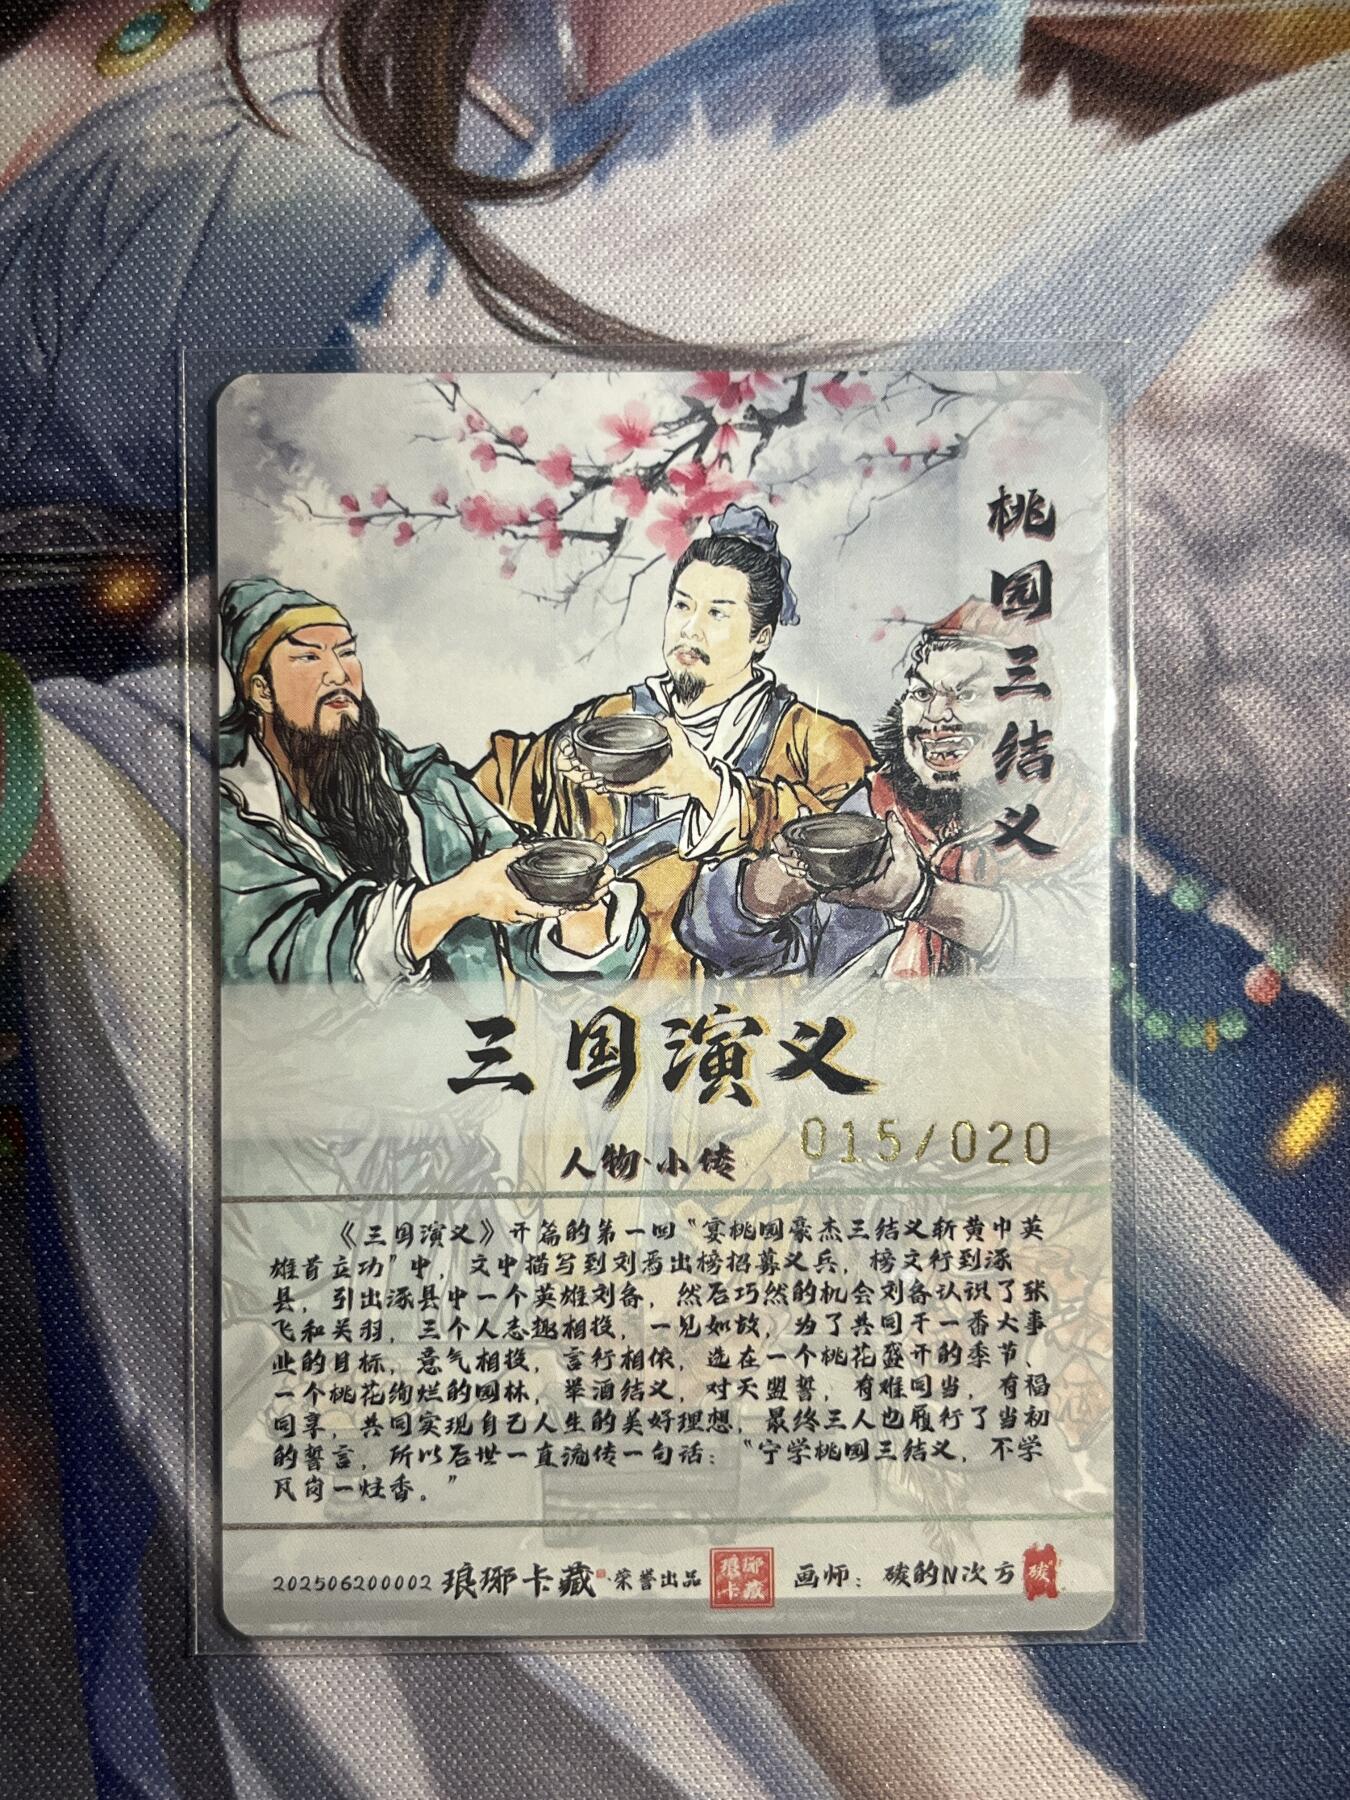 桃园三结义
三国演义
人物·小传
015/020
《三国演义》开篇的第一回“宴桃园豪杰三结义斩黄巾英
雄首立功”中，文中描写到刘焉出榜招募义兵，榜文行到涿
县，引出涿县中一个英雄刘备，然后巧然的机会刘备认识了张
飞和关羽，三个人志趣相投，一见如故，为了共同干一番大事
业的目标，意气相投，言行相依，选在一个桃花盛开的季节、
一个桃花绚烂的园林，举酒结义，对天盟誓，有难同当，有福
同享，共同实现自己人生的美好理想，最终三人也履行了当初
的誓言，所以后世一直流传一句话：“宁学桃园三结义，不学
瓦岗一炷香。”
202506200002 琅琊卡藏·荣誉出品 琅琊卡藏 画师：碳的N次方 碳